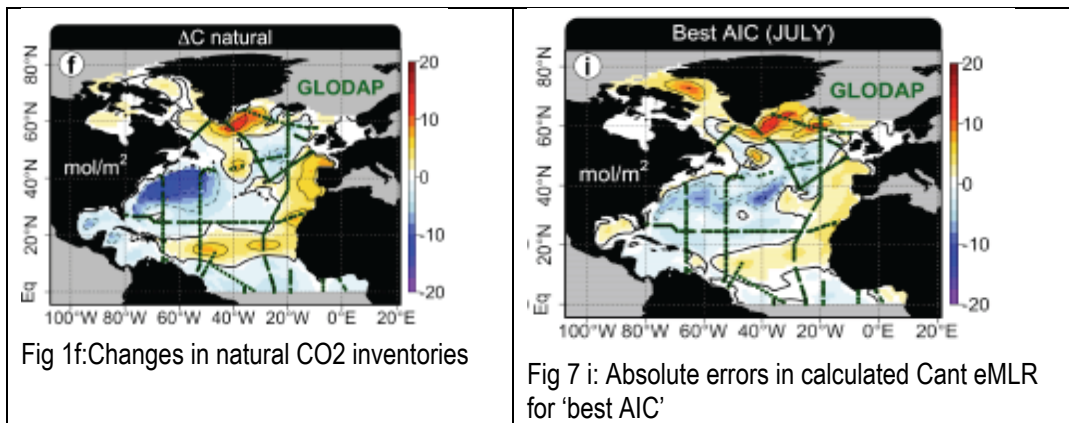 ΔC natural
f
GLODAP
mol/m²
80°N
60°N
40°N
20°N
Eq
100°W 80°W 60°W 40°W 20°W 0°E 20°E
20
10
0
-10
-20
Fig 1f:Changes in natural CO2 inventories
Best AIC (JULY)
i
GLODAP
mol/m²
80°N
60°N
40°N
20°N
Eq
100°W 80°W 60°W 40°W 20°W 0°E 20°E
20
10
0
-10
-20
Fig 7 i: Absolute errors in calculated Cant eMLR
for ‘best AIC’